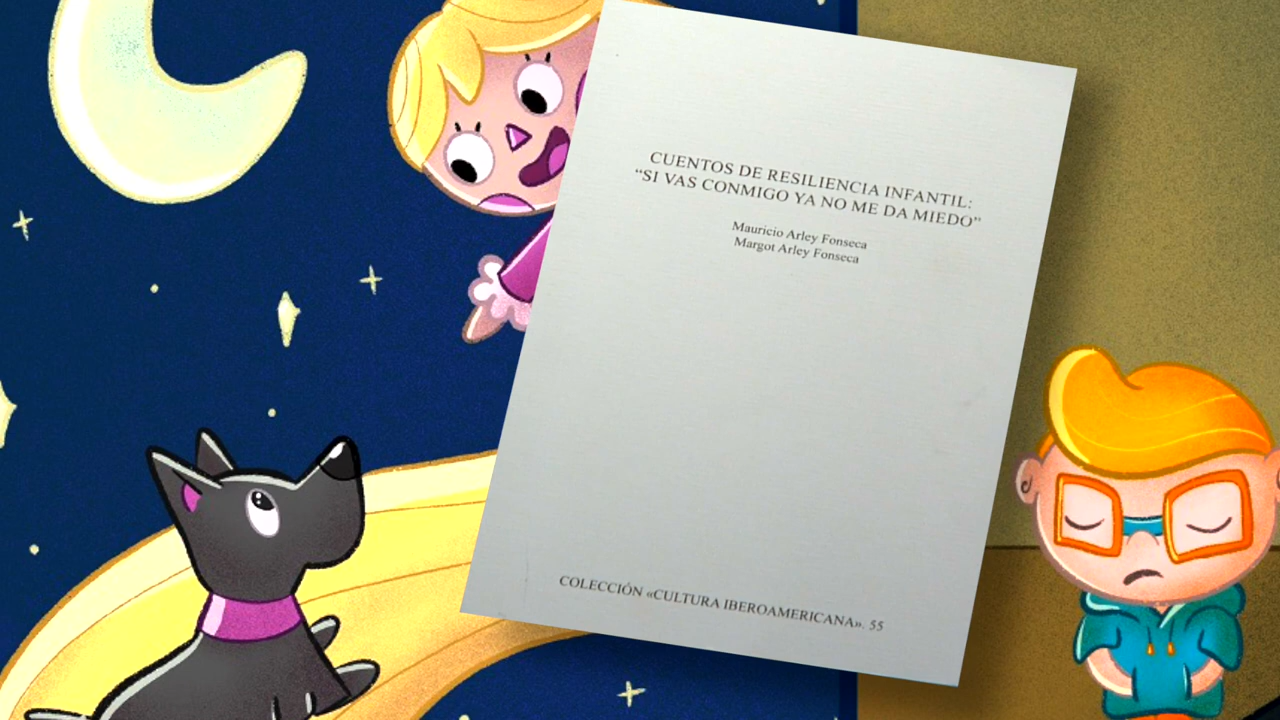 CUENTOS DE RESILIENCIA INFANTIL:
“SI VAS CONMIGO YA NO ME DA MIEDO”
Mauricio Arley Fonseca
Margot Arley Fonseca
COLECCIÓN «CULTURA IBEROAMERICANA». 55